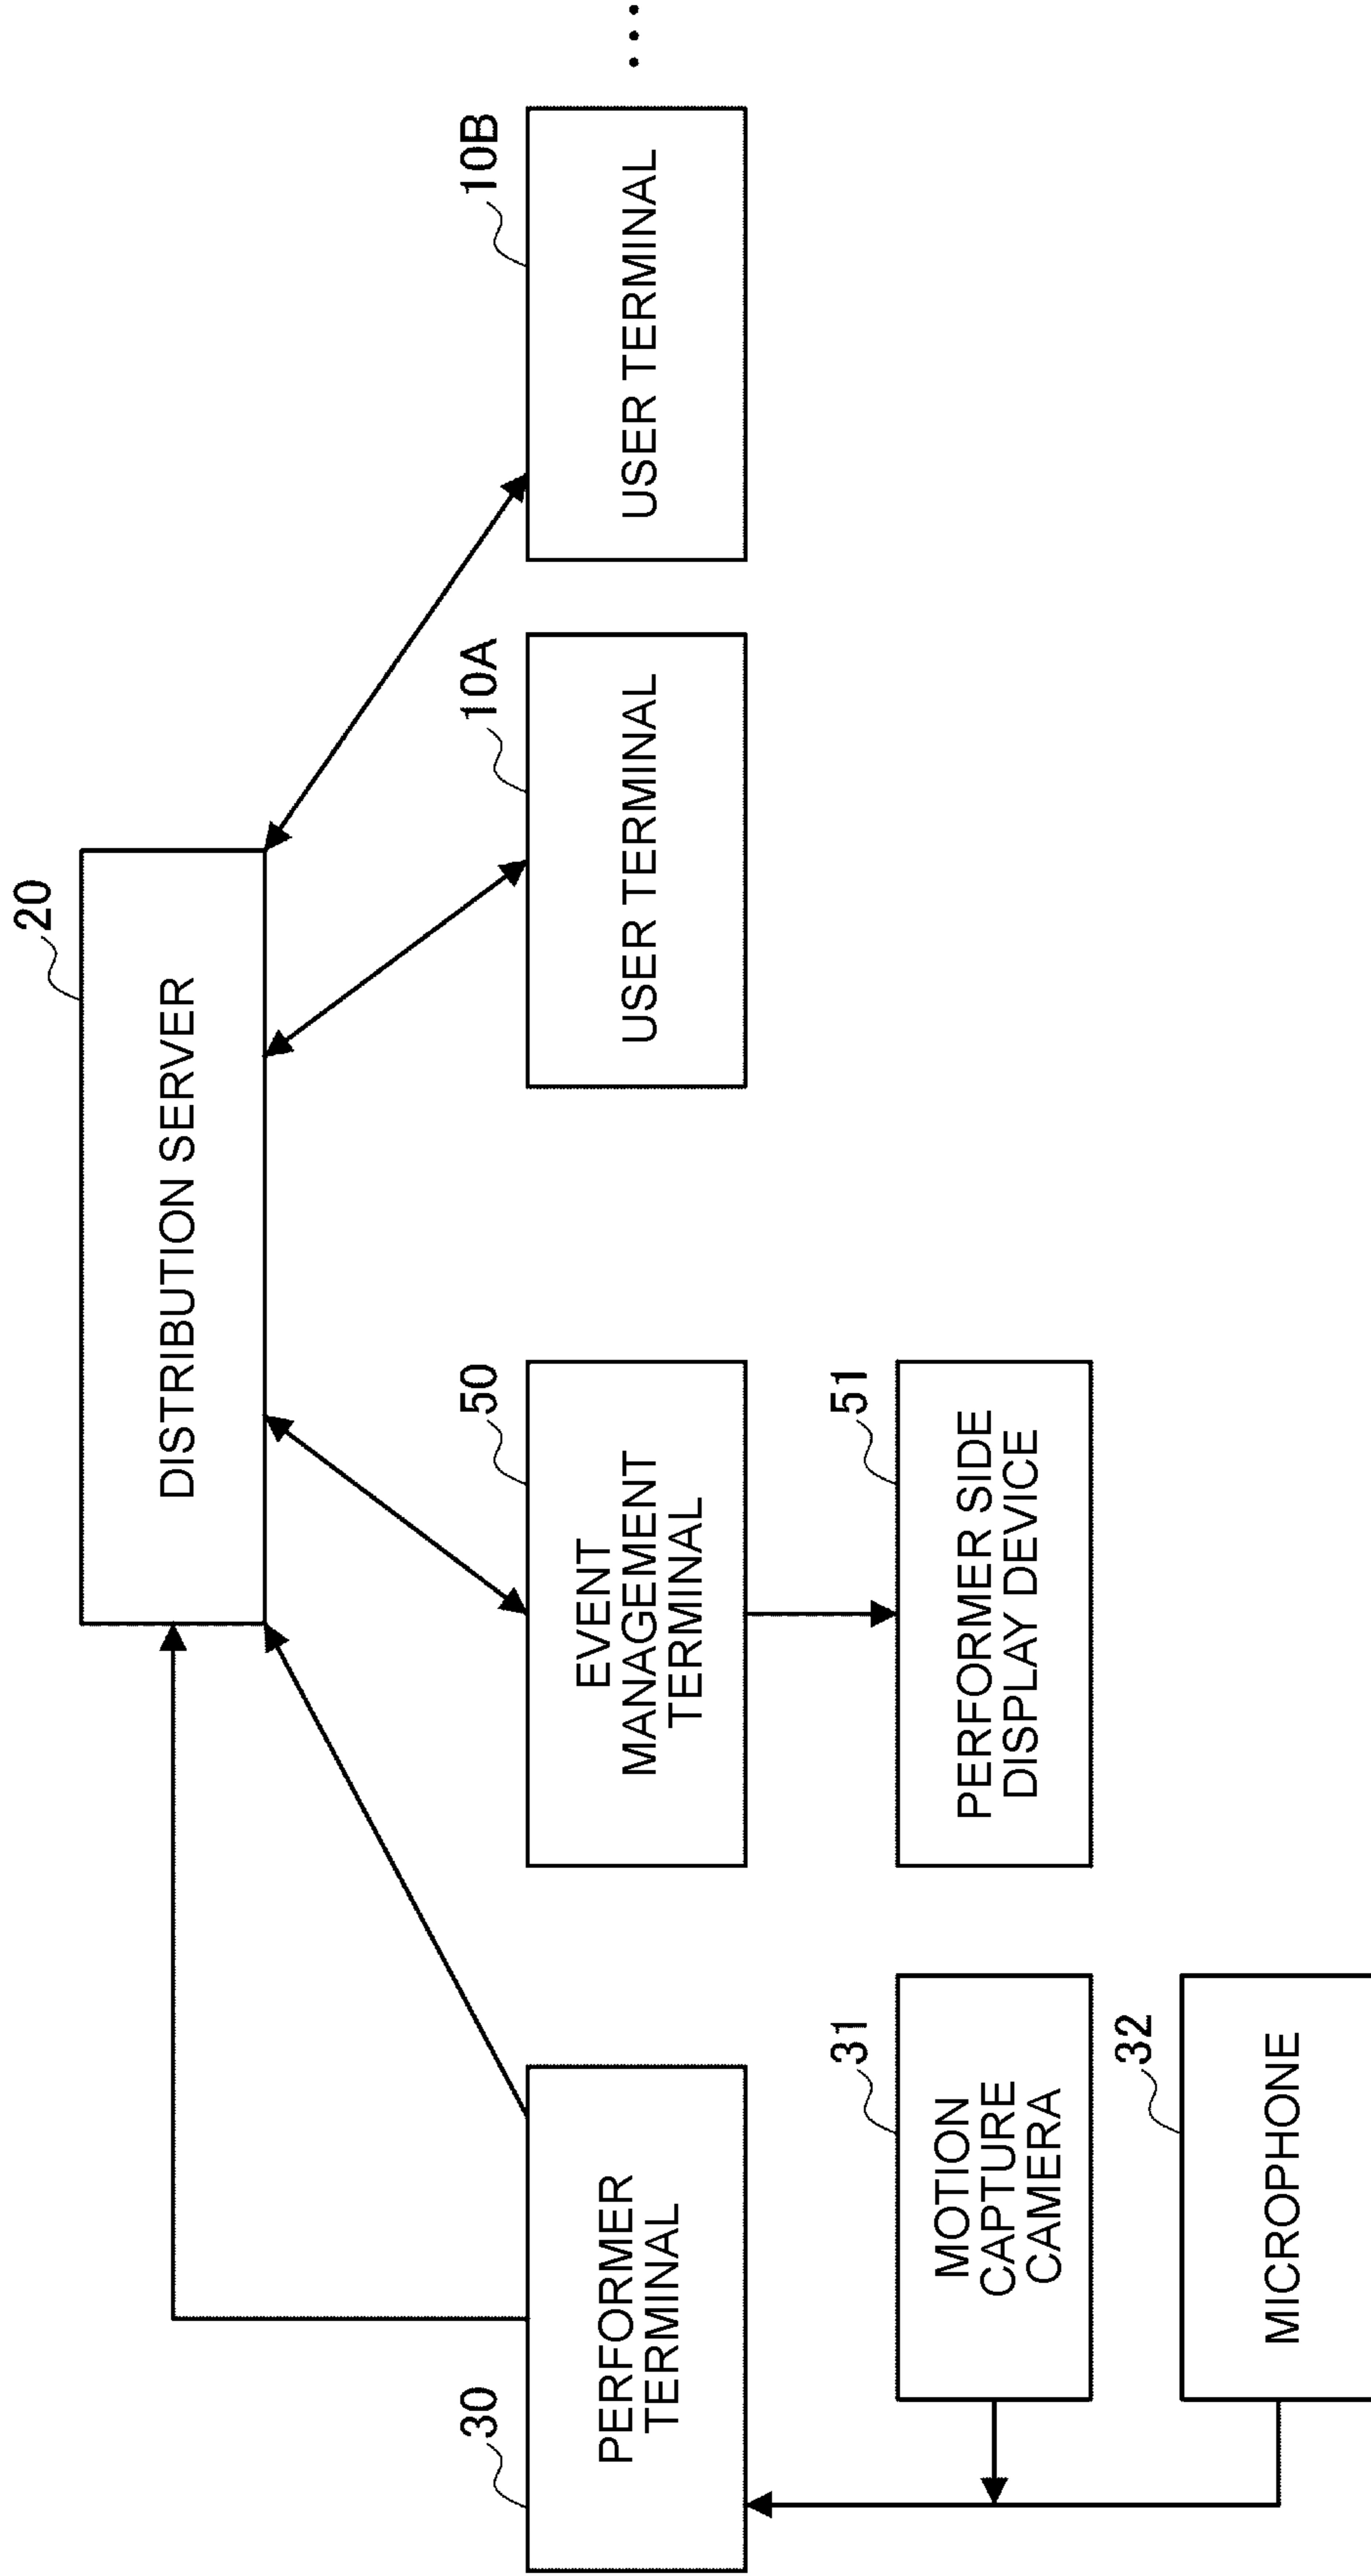 20
DISTRIBUTION SERVER
30
PERFORMER
TERMINAL
50
EVENT
MANAGEMENT
TERMINAL
10A
USER TERMINAL
10B
USER TERMINAL
...
31
MOTION
CAPTURE
CAMERA
51
PERFORMER SIDE
DISPLAY DEVICE
32
MICROPHONE